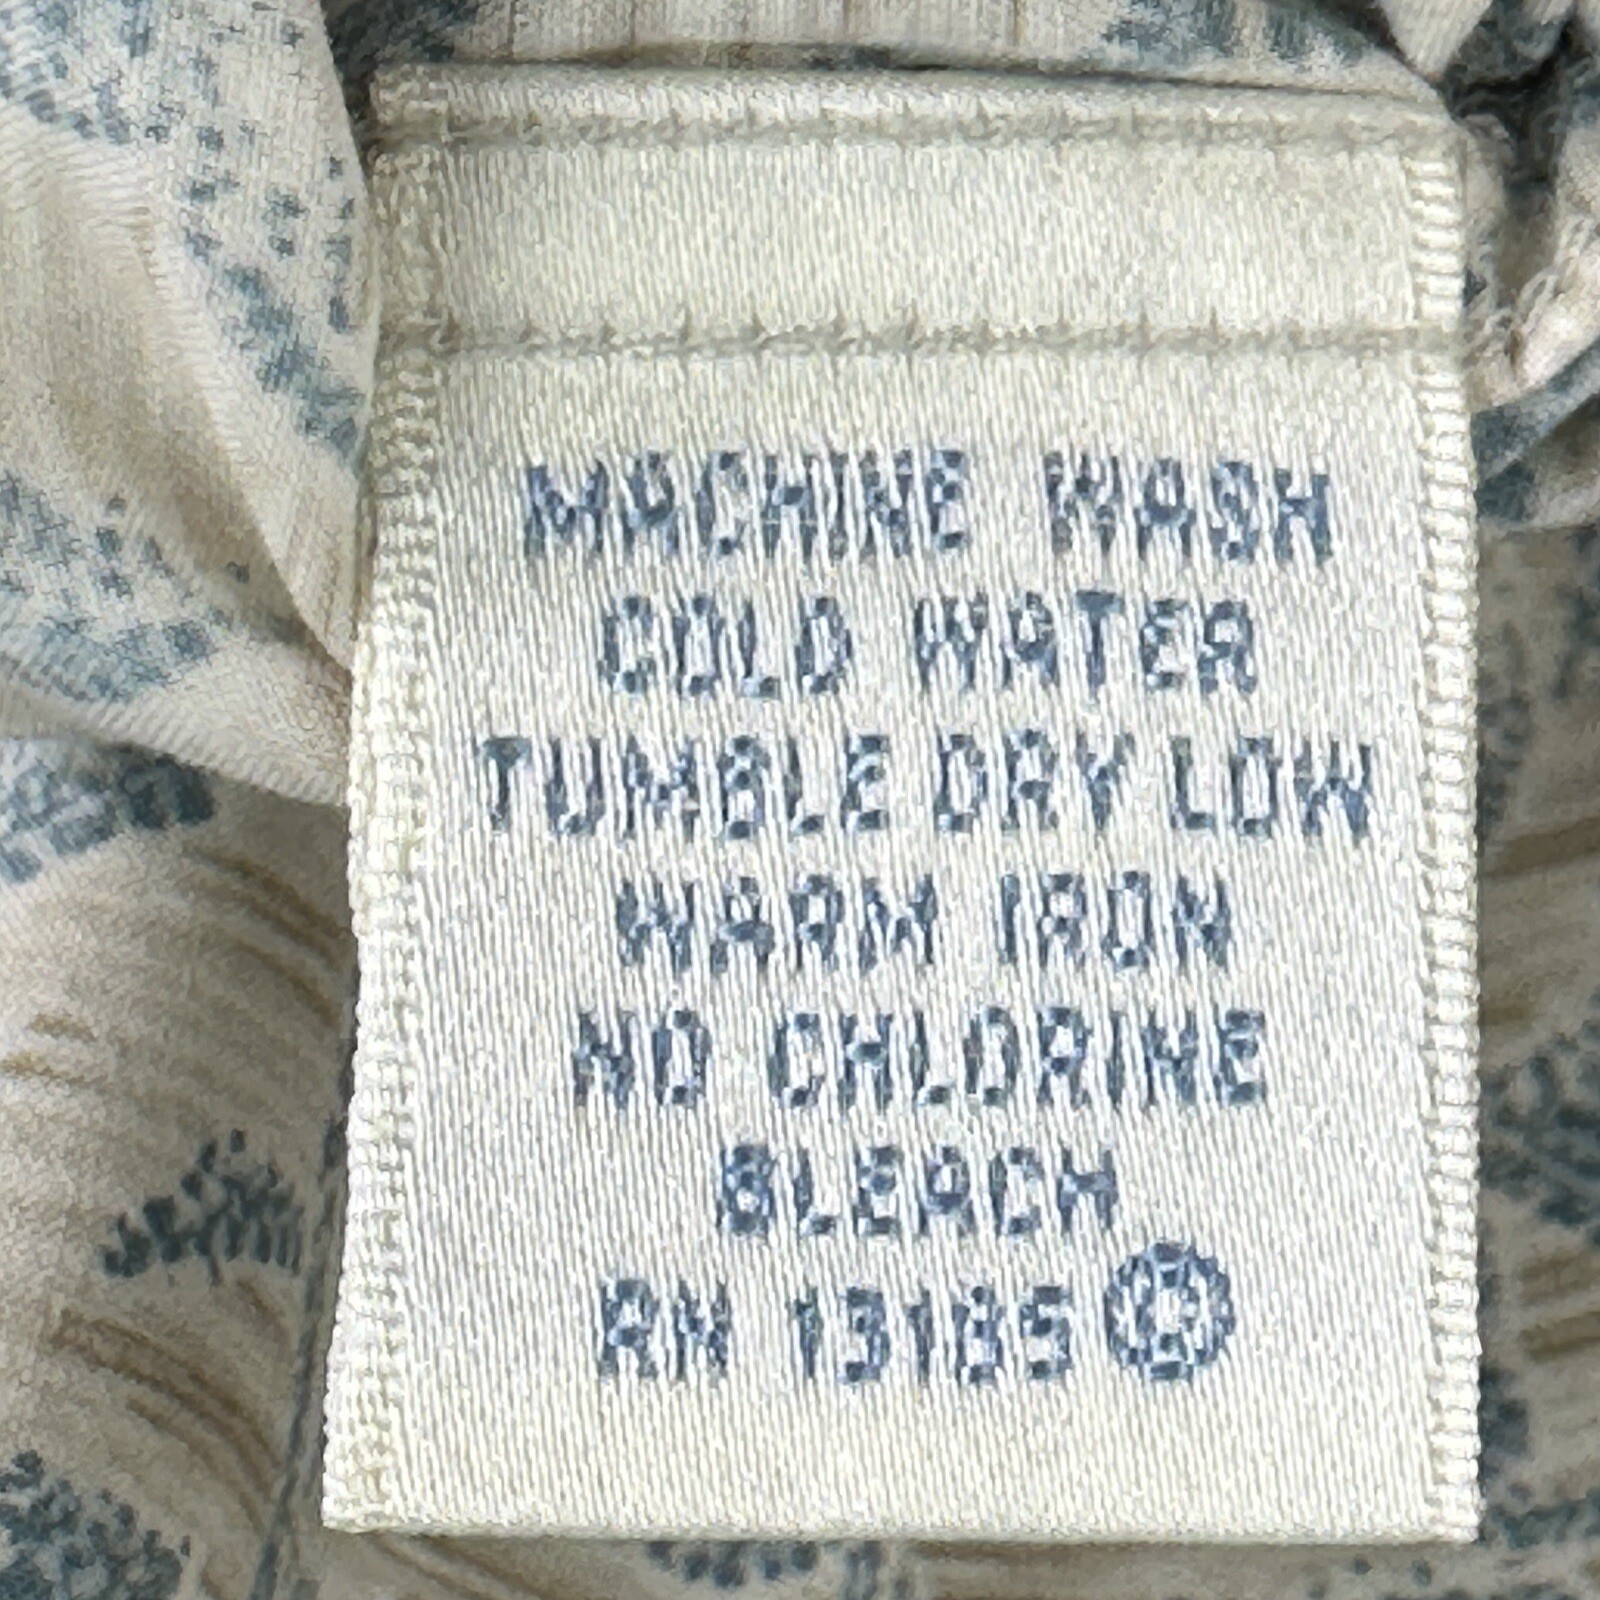 MACHINE WASH
COLD WATER
TUMBLE DRY LOW
WARM IRON
NO CHLORINE
BLEACH
RN 13185